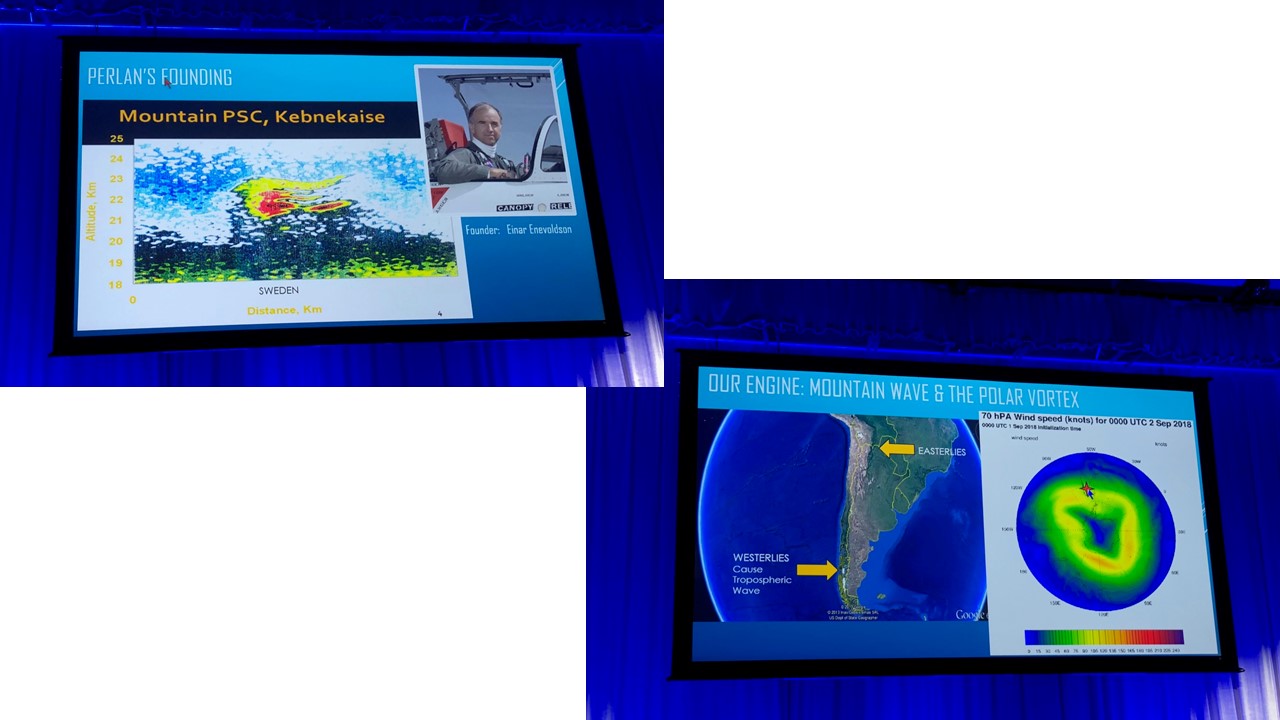 PERLAN'S FOUNDING
Mountain PSC, Kebnekaise
25
24
23
22
21
20
19
18
Altitude, Km
0
SWEDEN
Distance, Km
4
CANOPY
RELE
Founder: Einar Enevoldson
OUR ENGINE: MOUNTAIN WAVE & THE POLAR VORTEX
EASTERLIES
WESTERLIES
Cause
Tropospheric
Wave
Google
70 hPA Wind speed (knots) for 0000 UTC 2 Sep 2018
0000 UTC 1 Sep 2018 initialization time
wind speed
knots